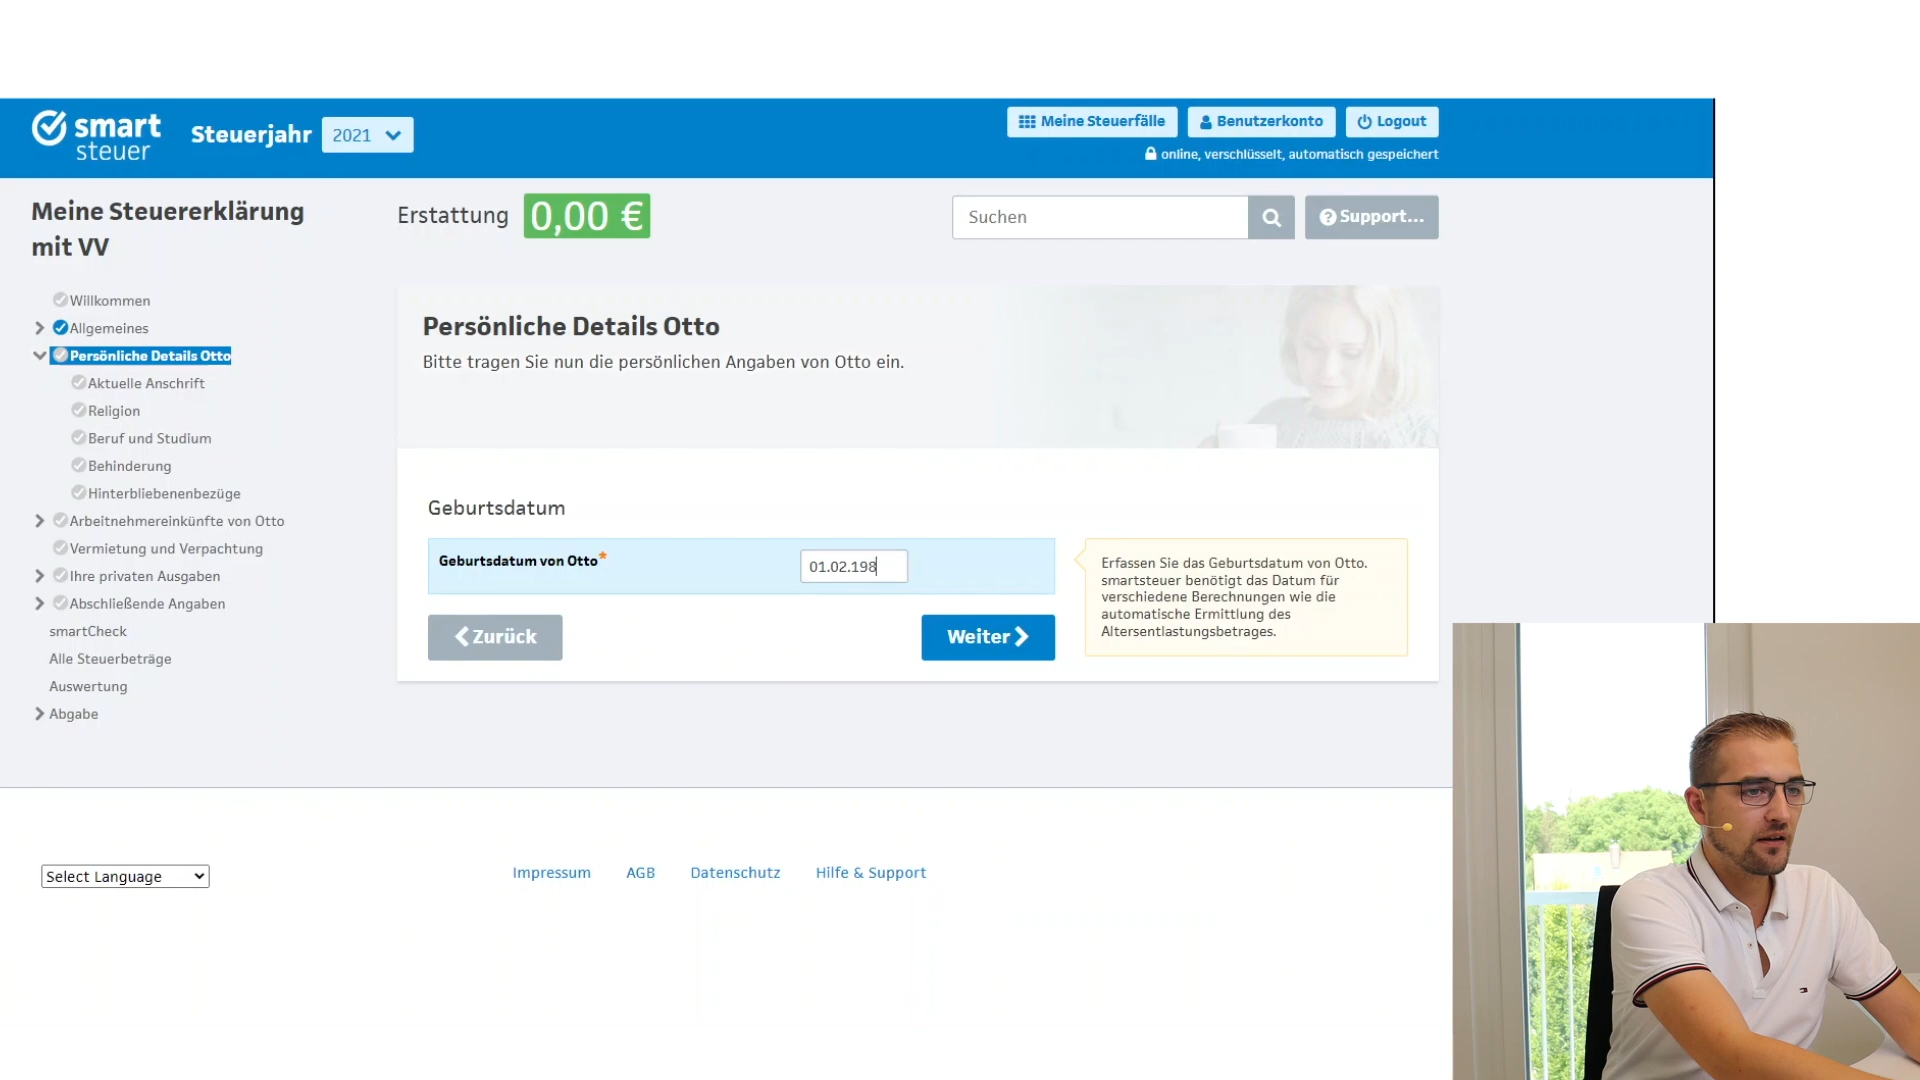 smart
steuer
Steuerjahr
2021
Meine Steuerfälle
Benutzerkonto
Logout
online, verschlüsselt, automatisch gespeichert
Meine Steuererklärung
mit VV
Erstattung
0,00 €
Suchen
Support...
Willkommen
Allgemeines
Persönliche Details Otto
Aktuelle Anschrift
Religion
Beruf und Studium
Behinderung
Hinterbliebenenbezüge
Arbeitnehmereinkünfte von Otto
Vermietung und Verpachtung
Ihre privaten Ausgaben
Abschließende Angaben
smartCheck
Alle Steuerbeträge
Auswertung
Abgabe
Persönliche Details Otto
Bitte tragen Sie nun die persönlichen Angaben von Otto ein.
Geburtsdatum
Geburtsdatum von Otto*
01.02.198
Zurück
Weiter
Erfassen Sie das Geburtsdatum von Otto.
smartsteuer benötigt das Datum für
verschiedene Berechnungen wie die
automatische Ermittlung des
Altersentlastungsbetrages.
Select Language
Impressum
AGB
Datenschutz
Hilfe & Support